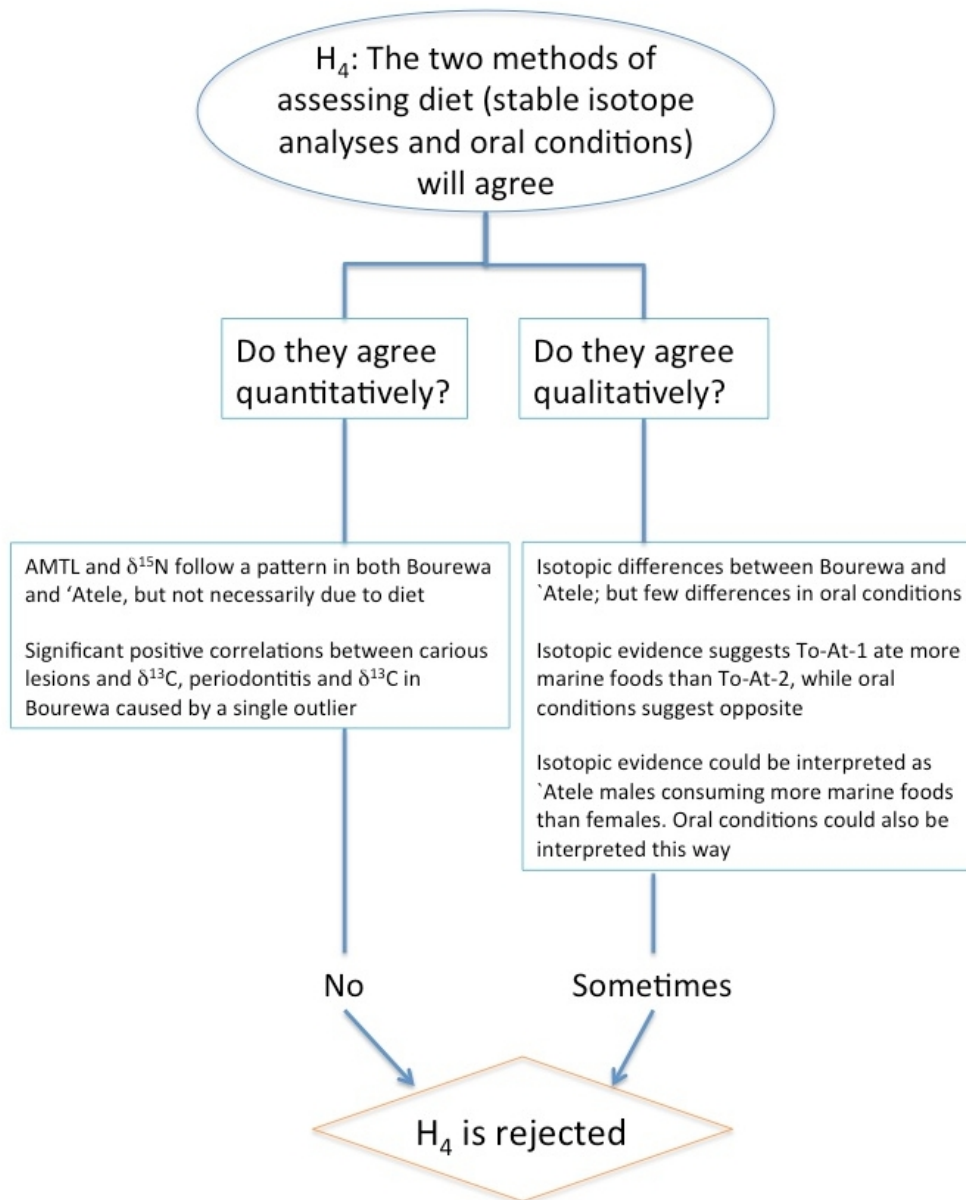 H₄: The two methods of
assessing diet (stable isotope
analyses and oral conditions)
will agree
Do they agree
quantitatively?
Do they agree
qualitatively?
AMTL and δ¹⁵N follow a pattern in both Bourewa
and ‘Atele, but not necessarily due to diet
Significant positive correlations between carious
lesions and δ¹³C, periodontitis and δ¹³C in
Bourewa caused by a single outlier
Isotopic differences between Bourewa and
`Atele; but few differences in oral conditions
Isotopic evidence suggests To-At-1 ate more
marine foods than To-At-2, while oral
conditions suggest opposite
Isotopic evidence could be interpreted as
`Atele males consuming more marine foods
than females. Oral conditions could also be
interpreted this way
No
Sometimes
H₄ is rejected